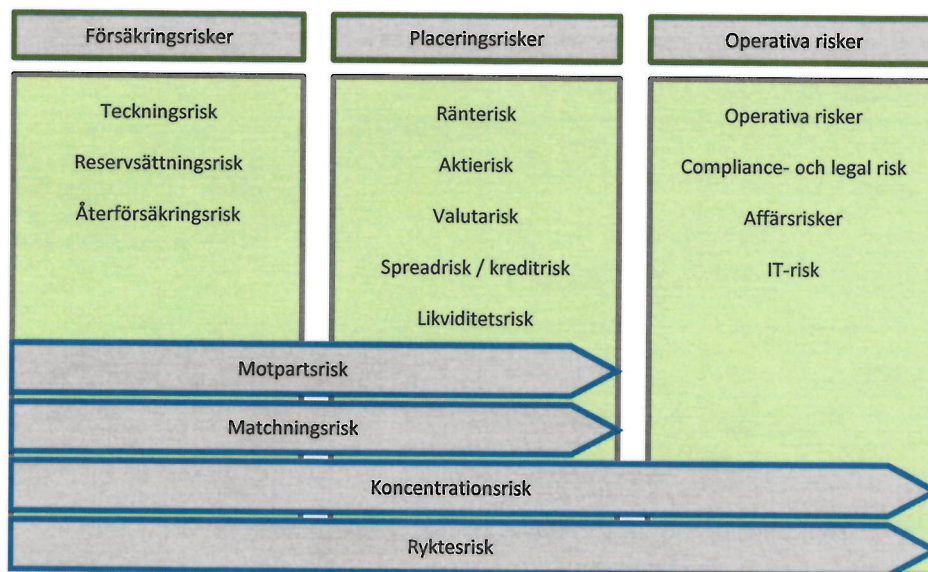 Försäkringsrisker
Placeringsrisker
Operativa risker
Teckningsrisk
Reservsättningsrisk
Återförsäkringsrisk
Ränterisk
Aktierisk
Valutarisk
Spreadrisk / kreditrisk
Likviditetsrisk
Operativa risker
Compliance- och legal risk
Affärsrisker
IT-risk
Motpartsrisk
Matchningsrisk
Koncentrationsrisk
Ryktesrisk